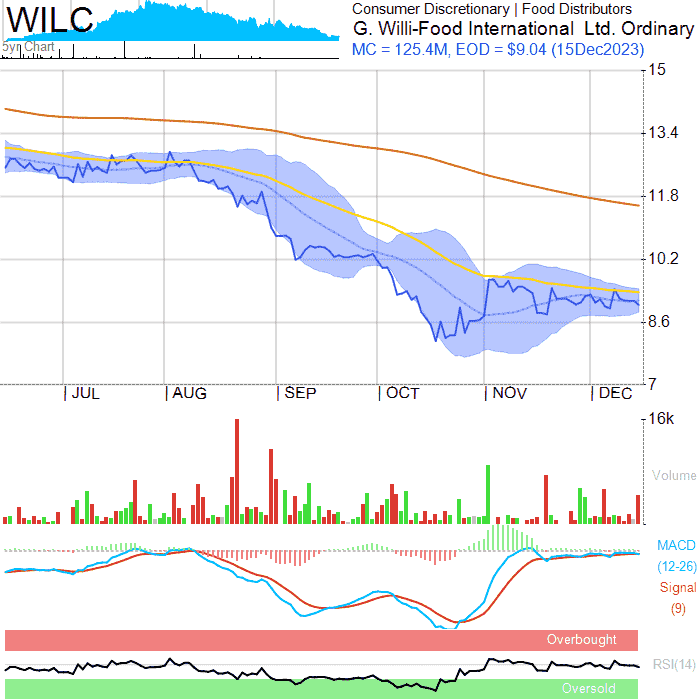 WILC
5yr Chart
Consumer Discretionary | Food Distributors
G. Willi-Food International Ltd. Ordinary
MC = 125.4M, EOD = $9.04 (15Dec2023)
15
13.4
11.8
10.2
8.6
7
JUL AUG SEP OCT NOV DEC
16k
Volume
MACD
(12-26)
Signal
(9)
Overbought
RSI(14)
Oversold